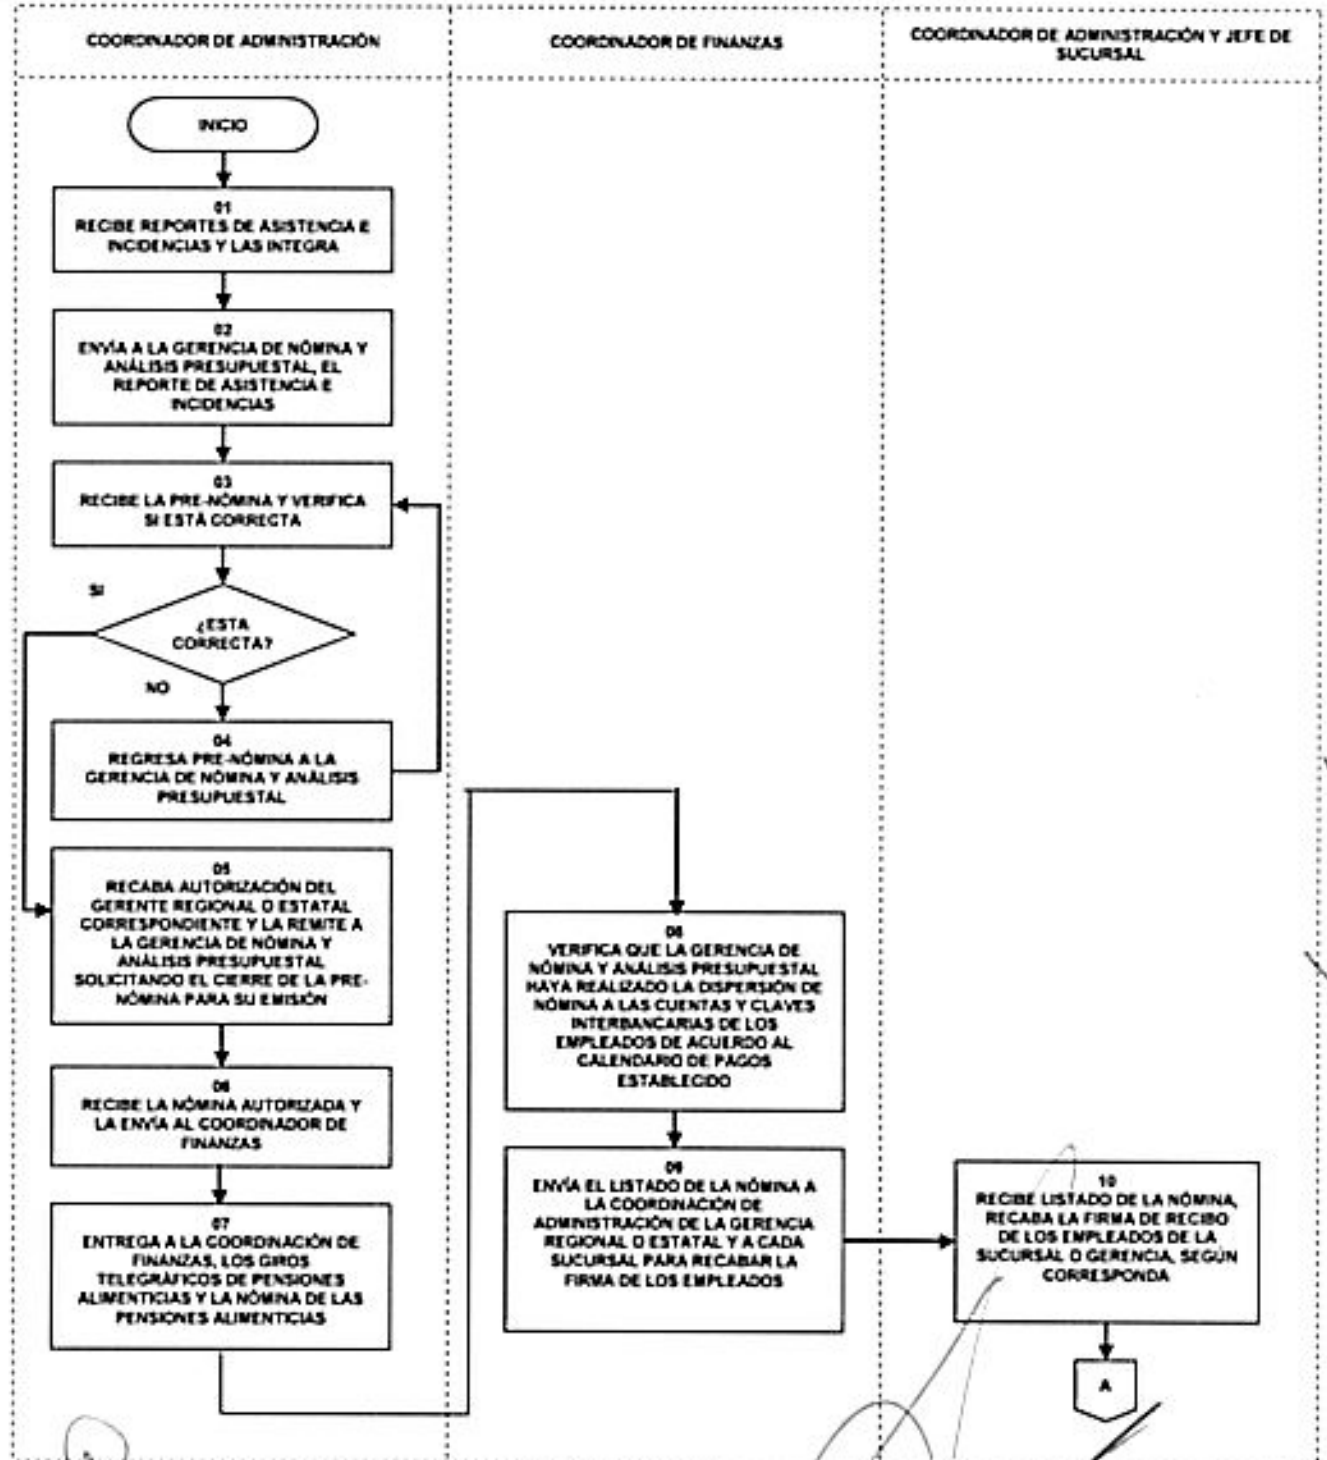 COORDINADOR DE ADMINISTRACIÓN
COORDINADOR DE FINANZAS
COORDINADOR DE ADMINISTRACIÓN Y JEFE DE
SUCURSAL
INICIO
01
RECIBE REPORTES DE ASISTENCIA E
INCIDENCIAS Y LAS INTEGRA
02
ENVÍA A LA GERENCIA DE NÓMINA Y
ANÁLISIS PRESUPUESTAL, EL
REPORTE DE ASISTENCIA E
INCIDENCIAS
03
RECIBE LA PRE-NÓMINA Y VERIFICA
SI ESTÁ CORRECTA
SI
¿ESTA
CORRECTA?
NO
04
REGRESA PRE-NÓMINA A LA
GERENCIA DE NÓMINA Y ANÁLISIS
PRESUPUESTAL
05
RECABA AUTORIZACIÓN DEL
GERENTE REGIONAL O ESTATAL
CORRESPONDIENTE Y LA REMITE A
LA GERENCIA DE NÓMINA Y
ANÁLISIS PRESUPUESTAL
SOLICITANDO EL CIERRE DE LA PRE-
NÓMINA PARA SU EMISIÓN
06
RECIBE LA NÓMINA AUTORIZADA Y
LA ENVÍA AL COORDINADOR DE
FINANZAS
07
ENTREGA A LA COORDINACIÓN DE
FINANZAS, LOS GIROS
TELEGRÁFICOS DE PENSIONES
ALIMENTICIAS Y LA NÓMINA DE LAS
PENSIONES ALIMENTICIAS
08
VERIFICA QUE LA GERENCIA DE
NÓMINA Y ANÁLISIS PRESUPUESTAL
HAYA REALIZADO LA DISPERSIÓN DE
NÓMINA A LAS CUENTAS Y CLAVES
INTERBANCARIAS DE LOS
EMPLEADOS DE ACUERDO AL
CALENDARIO DE PAGOS
ESTABLECIDO
09
ENVÍA EL LISTADO DE LA NÓMINA A
LA COORDINACIÓN DE
ADMINISTRACIÓN DE LA GERENCIA
REGIONAL O ESTATAL Y A CADA
SUCURSAL PARA RECABAR LA
FIRMA DE LOS EMPLEADOS
10
RECIBE LISTADO DE LA NÓMINA,
RECABA LA FIRMA DE RECIBO
DE LOS EMPLEADOS DE LA
SUCURSAL O GERENCIA, SEGÚN
CORRESPONDA
A